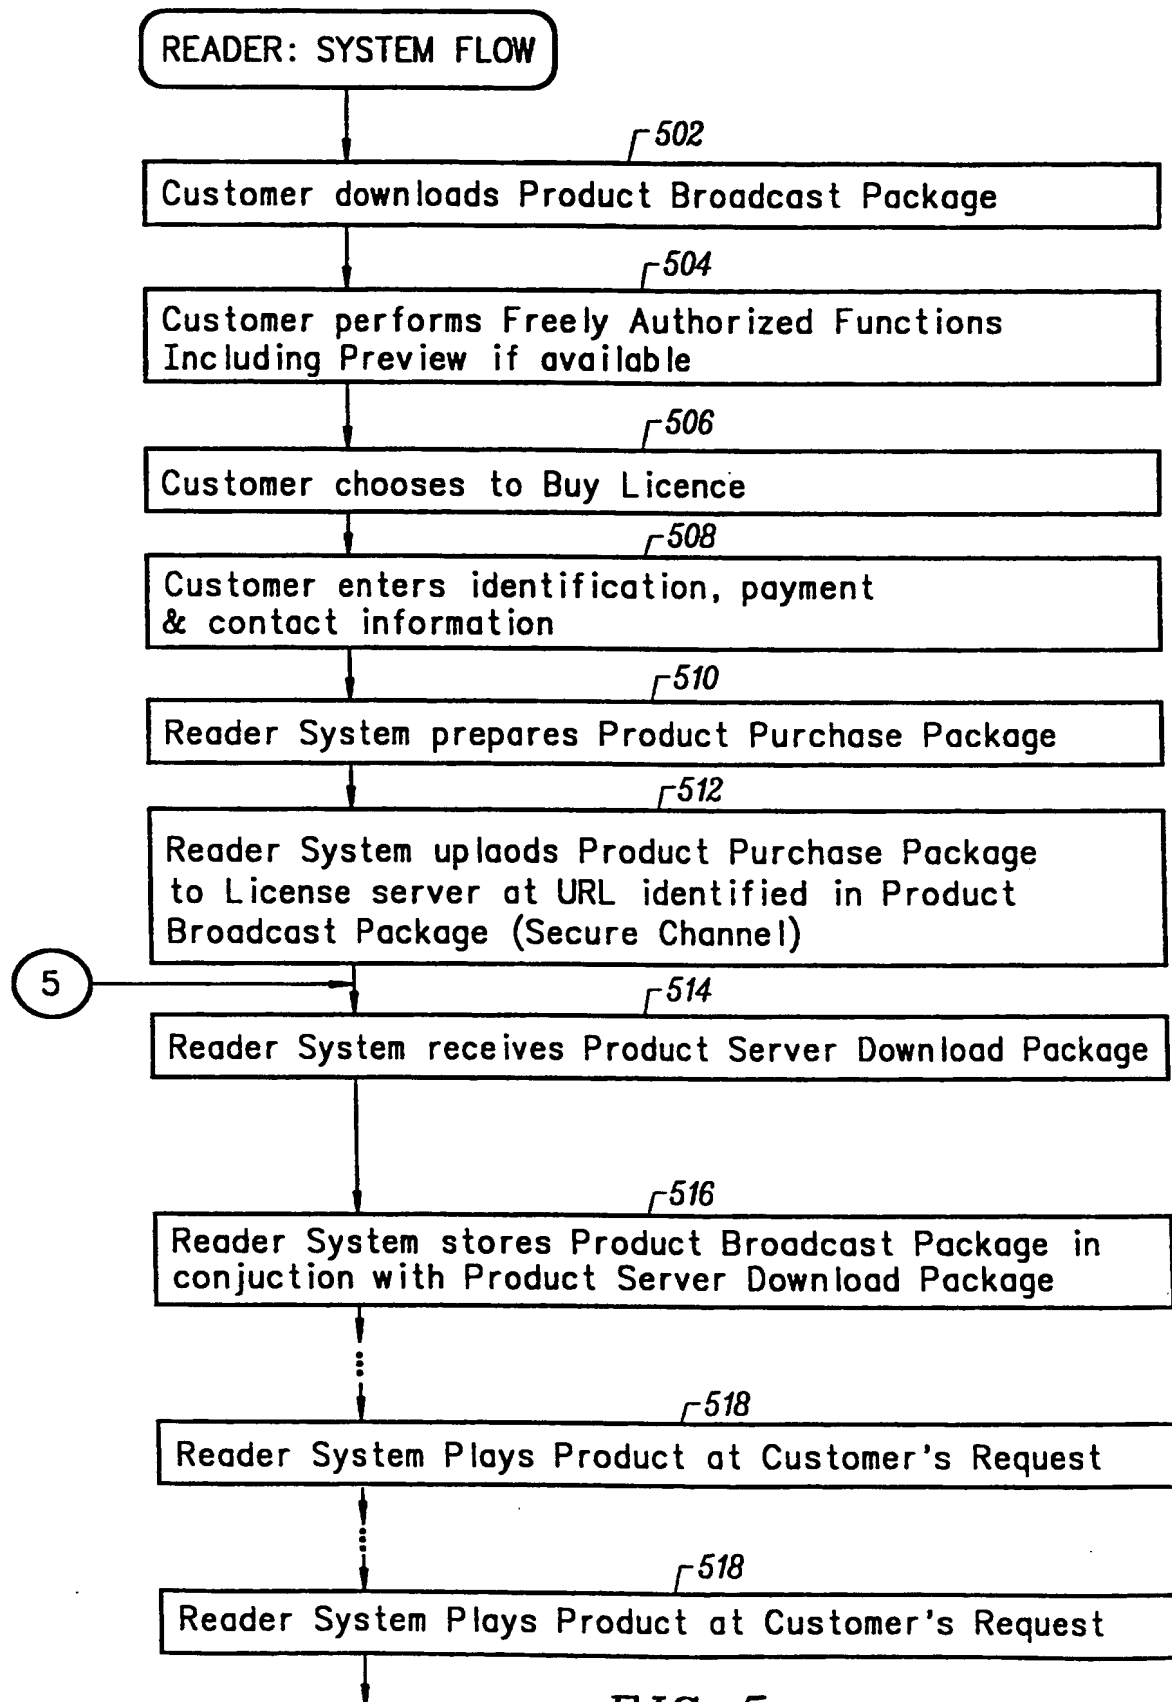 READER: SYSTEM FLOW
502
Customer downloads Product Broadcast Package
504
Customer performs Freely Authorized Functions
Including Preview if available
506
Customer chooses to Buy Licence
508
Customer enters identification, payment
& contact information
510
Reader System prepares Product Purchase Package
512
Reader System uplaods Product Purchase Package
to License server at URL identified in Product
Broadcast Package (Secure Channel)
5
514
Reader System receives Product Server Download Package
516
Reader System stores Product Broadcast Package in
conjuction with Product Server Download Package
518
Reader System Plays Product at Customer's Request
518
Reader System Plays Product at Customer's Request
FIG. 5